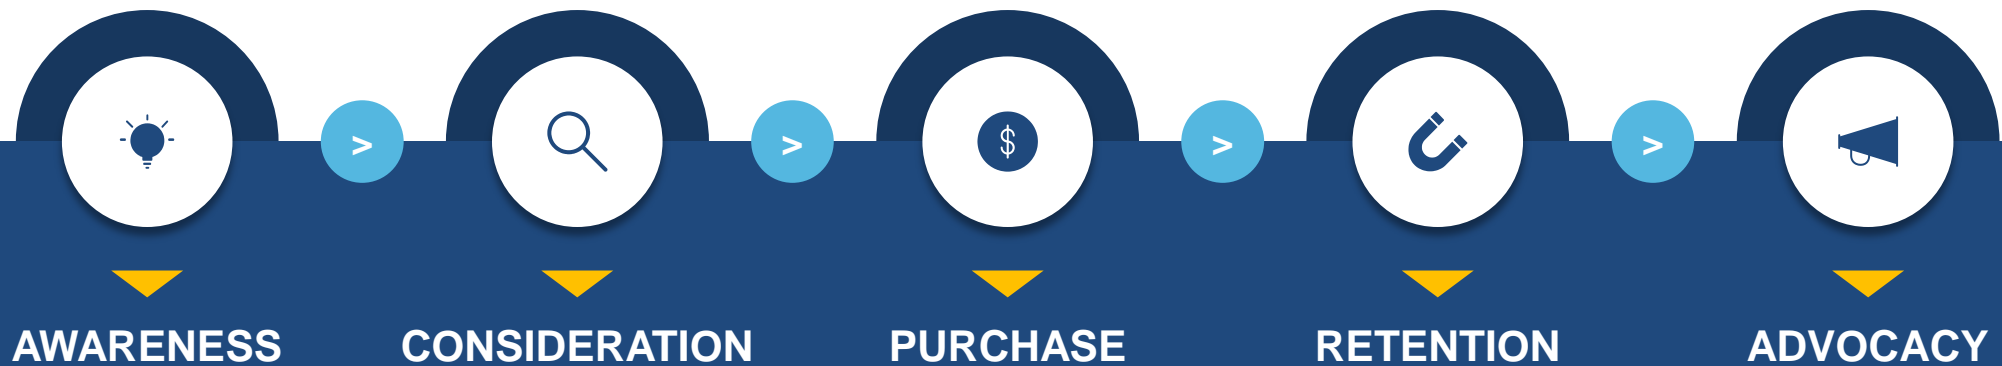 > > > >
$
AWARENESS CONSIDERATION PURCHASE RETENTION ADVOCACY